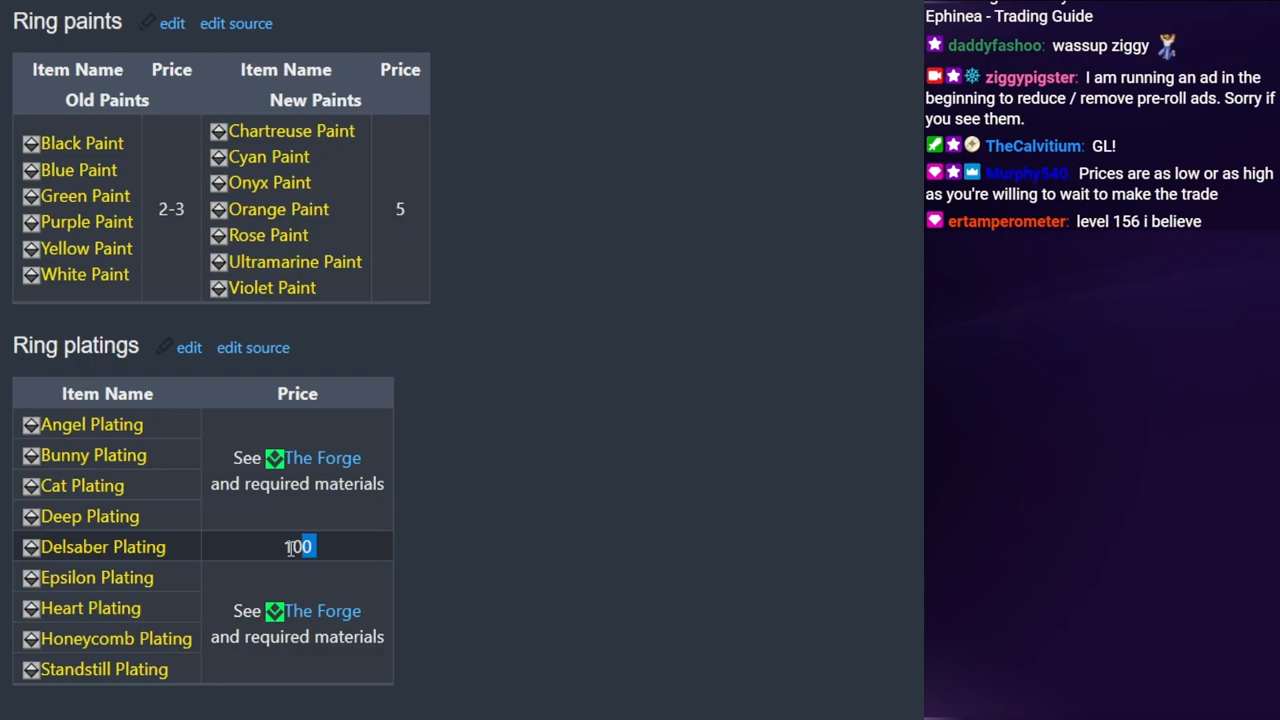 Ring paints edit edit source
Item Name Price Item Name Price
Old Paints New Paints
Black Paint
Blue Paint
Green Paint
Purple Paint
Yellow Paint
White Paint
2-3
Chartreuse Paint
Cyan Paint
Onyx Paint
Orange Paint
Rose Paint
Ultramarine Paint
Violet Paint
5
Ring platings edit edit source
Item Name Price
Angel Plating
Bunny Plating
Cat Plating
Deep Plating
See The Forge
and required materials
Delsaber Plating 100
Epsilon Plating
Heart Plating
Honeycomb Plating
Standstill Plating
See The Forge
and required materials
Ephinea - Trading Guide
daddyfashoo: wassup ziggy
ziggypigster: I am running an ad in the
beginning to reduce / remove pre-roll ads. Sorry if
you see them.
TheCalvitium: GL!
Murphy540: Prices are as low or as high
as you're willing to wait to make the trade
ertamperometer: level 156 i believe